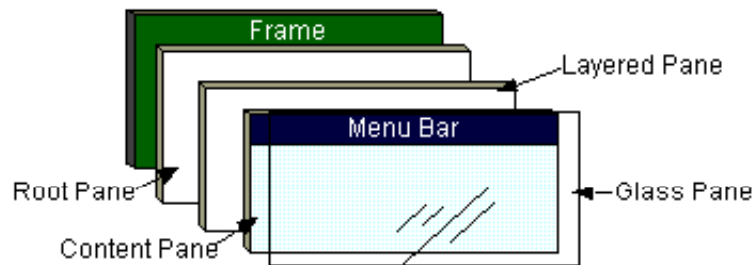 Frame
Layered Pane
Menu Bar
Root Pane
Glass Pane
Content Pane